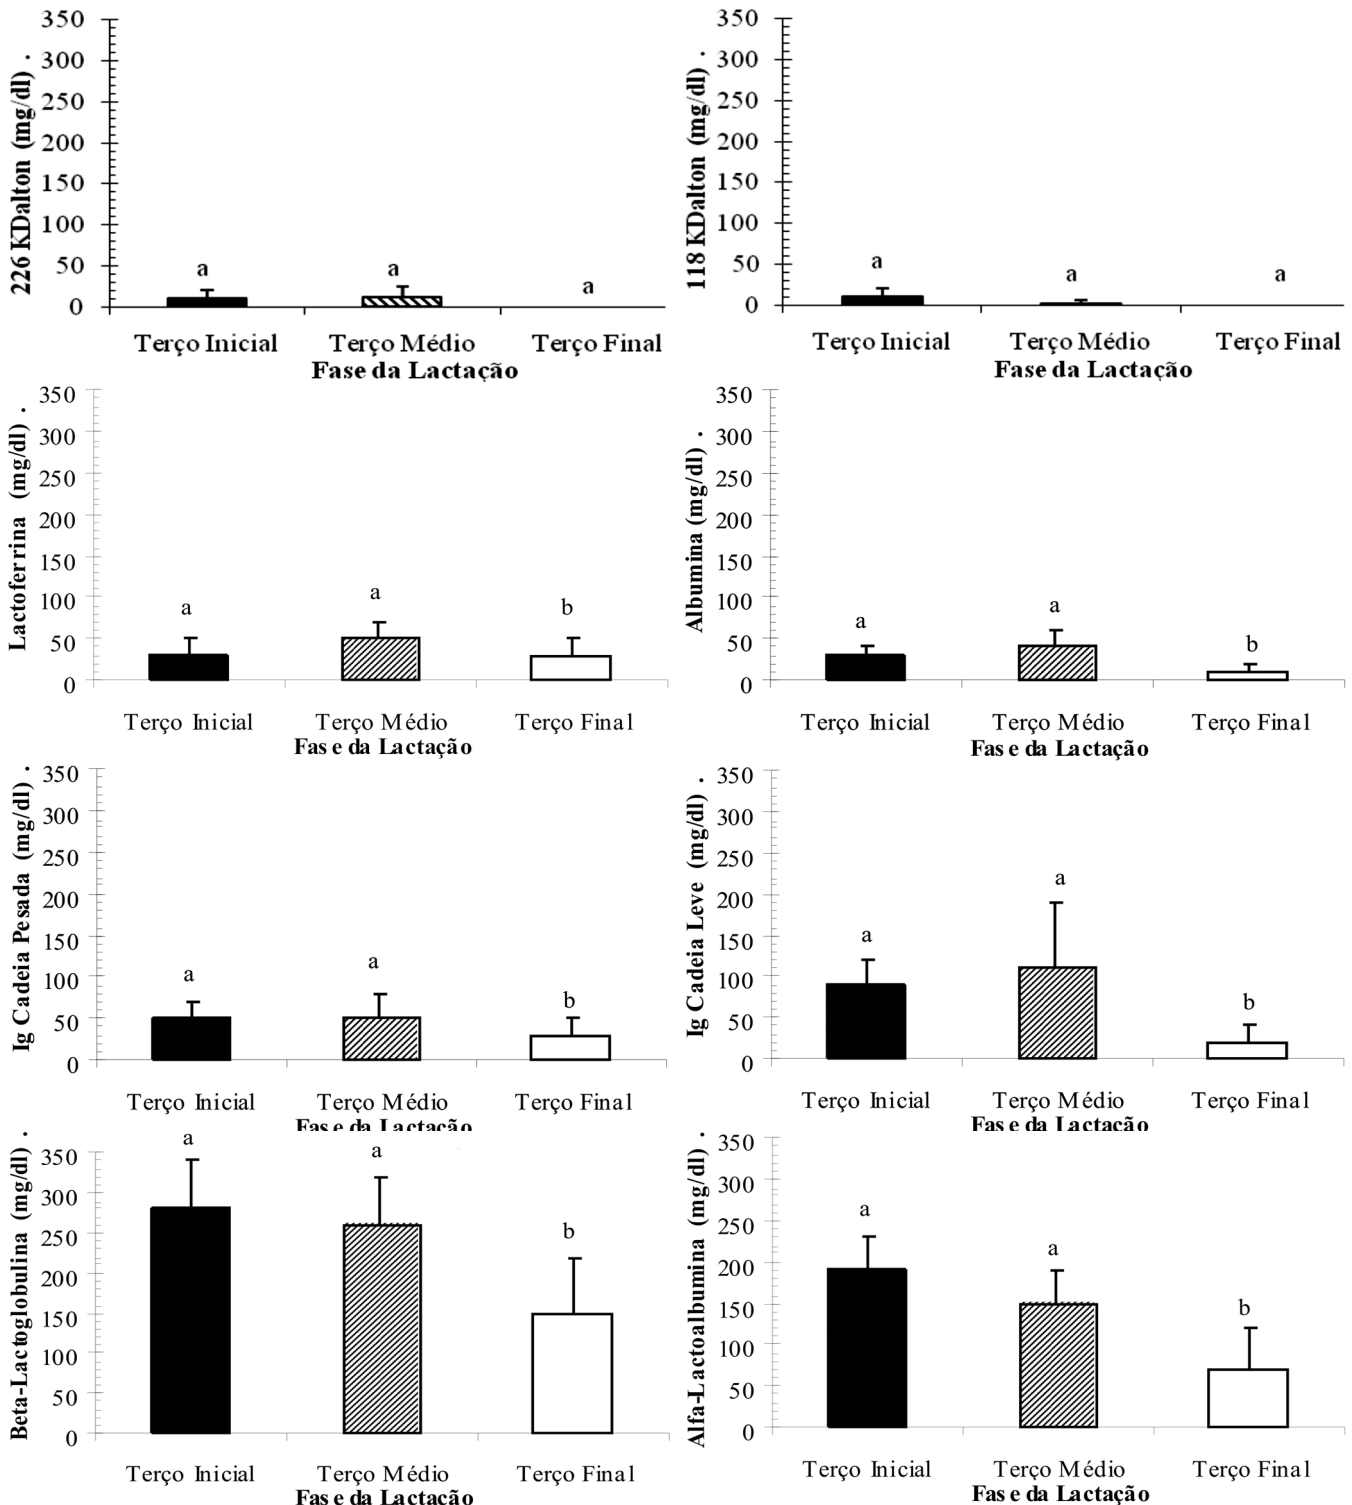 226 KDalton (mg/dl) .
350
300
250
200
150
100
50
0
a
a
a
Terço Inicial
Terço Médio
Terço Final
Fase da Lactação
118 KDalton (mg/dl) .
350
300
250
200
150
100
50
0
a
a
a
Terço Inicial
Terço Médio
Terço Final
Fase da Lactação
Lactoferrina (mg/dl) .
350
300
250
200
150
100
50
0
a
a
b
Terço Inicial
Terço Médio
Terço Final
Fase da Lactação
Albumina (mg/dl) .
350
300
250
200
150
100
50
0
a
a
b
Terço Inicial
Terço Médio
Terço Final
Fase da Lactação
Ig Cadeia Pesada (mg/dl) .
350
300
250
200
150
100
50
0
a
a
b
Terço Inicial
Terço Médio
Terço Final
Fase da Lactação
Ig Cadeia Leve (mg/dl) .
350
300
250
200
150
100
50
0
a
a
b
Terço Inicial
Terço Médio
Terço Final
Fase da Lactação
Beta-Lactoglobulina (mg/dl) .
350
300
250
200
150
100
50
0
a
a
b
Terço Inicial
Terço Médio
Terço Final
Fase da Lactação
Alfa-Lactoalbumina (mg/dl) .
350
300
250
200
150
100
50
0
a
a
b
Terço Inicial
Terço Médio
Terço Final
Fase da Lactação